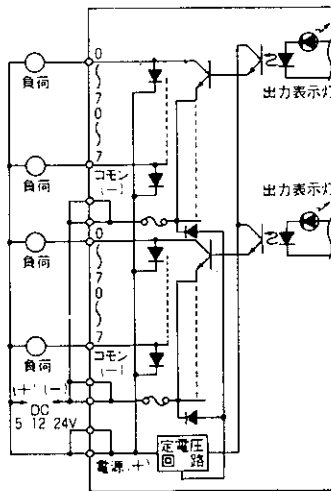 0
負荷
出力表示灯
7
0
7
コモン
(−)
負荷
出力表示灯
0
負荷
7
0
7
コモン
(−)
負荷
(+) (−)
DC
5 12 24V
電源(+)
定電圧
回路